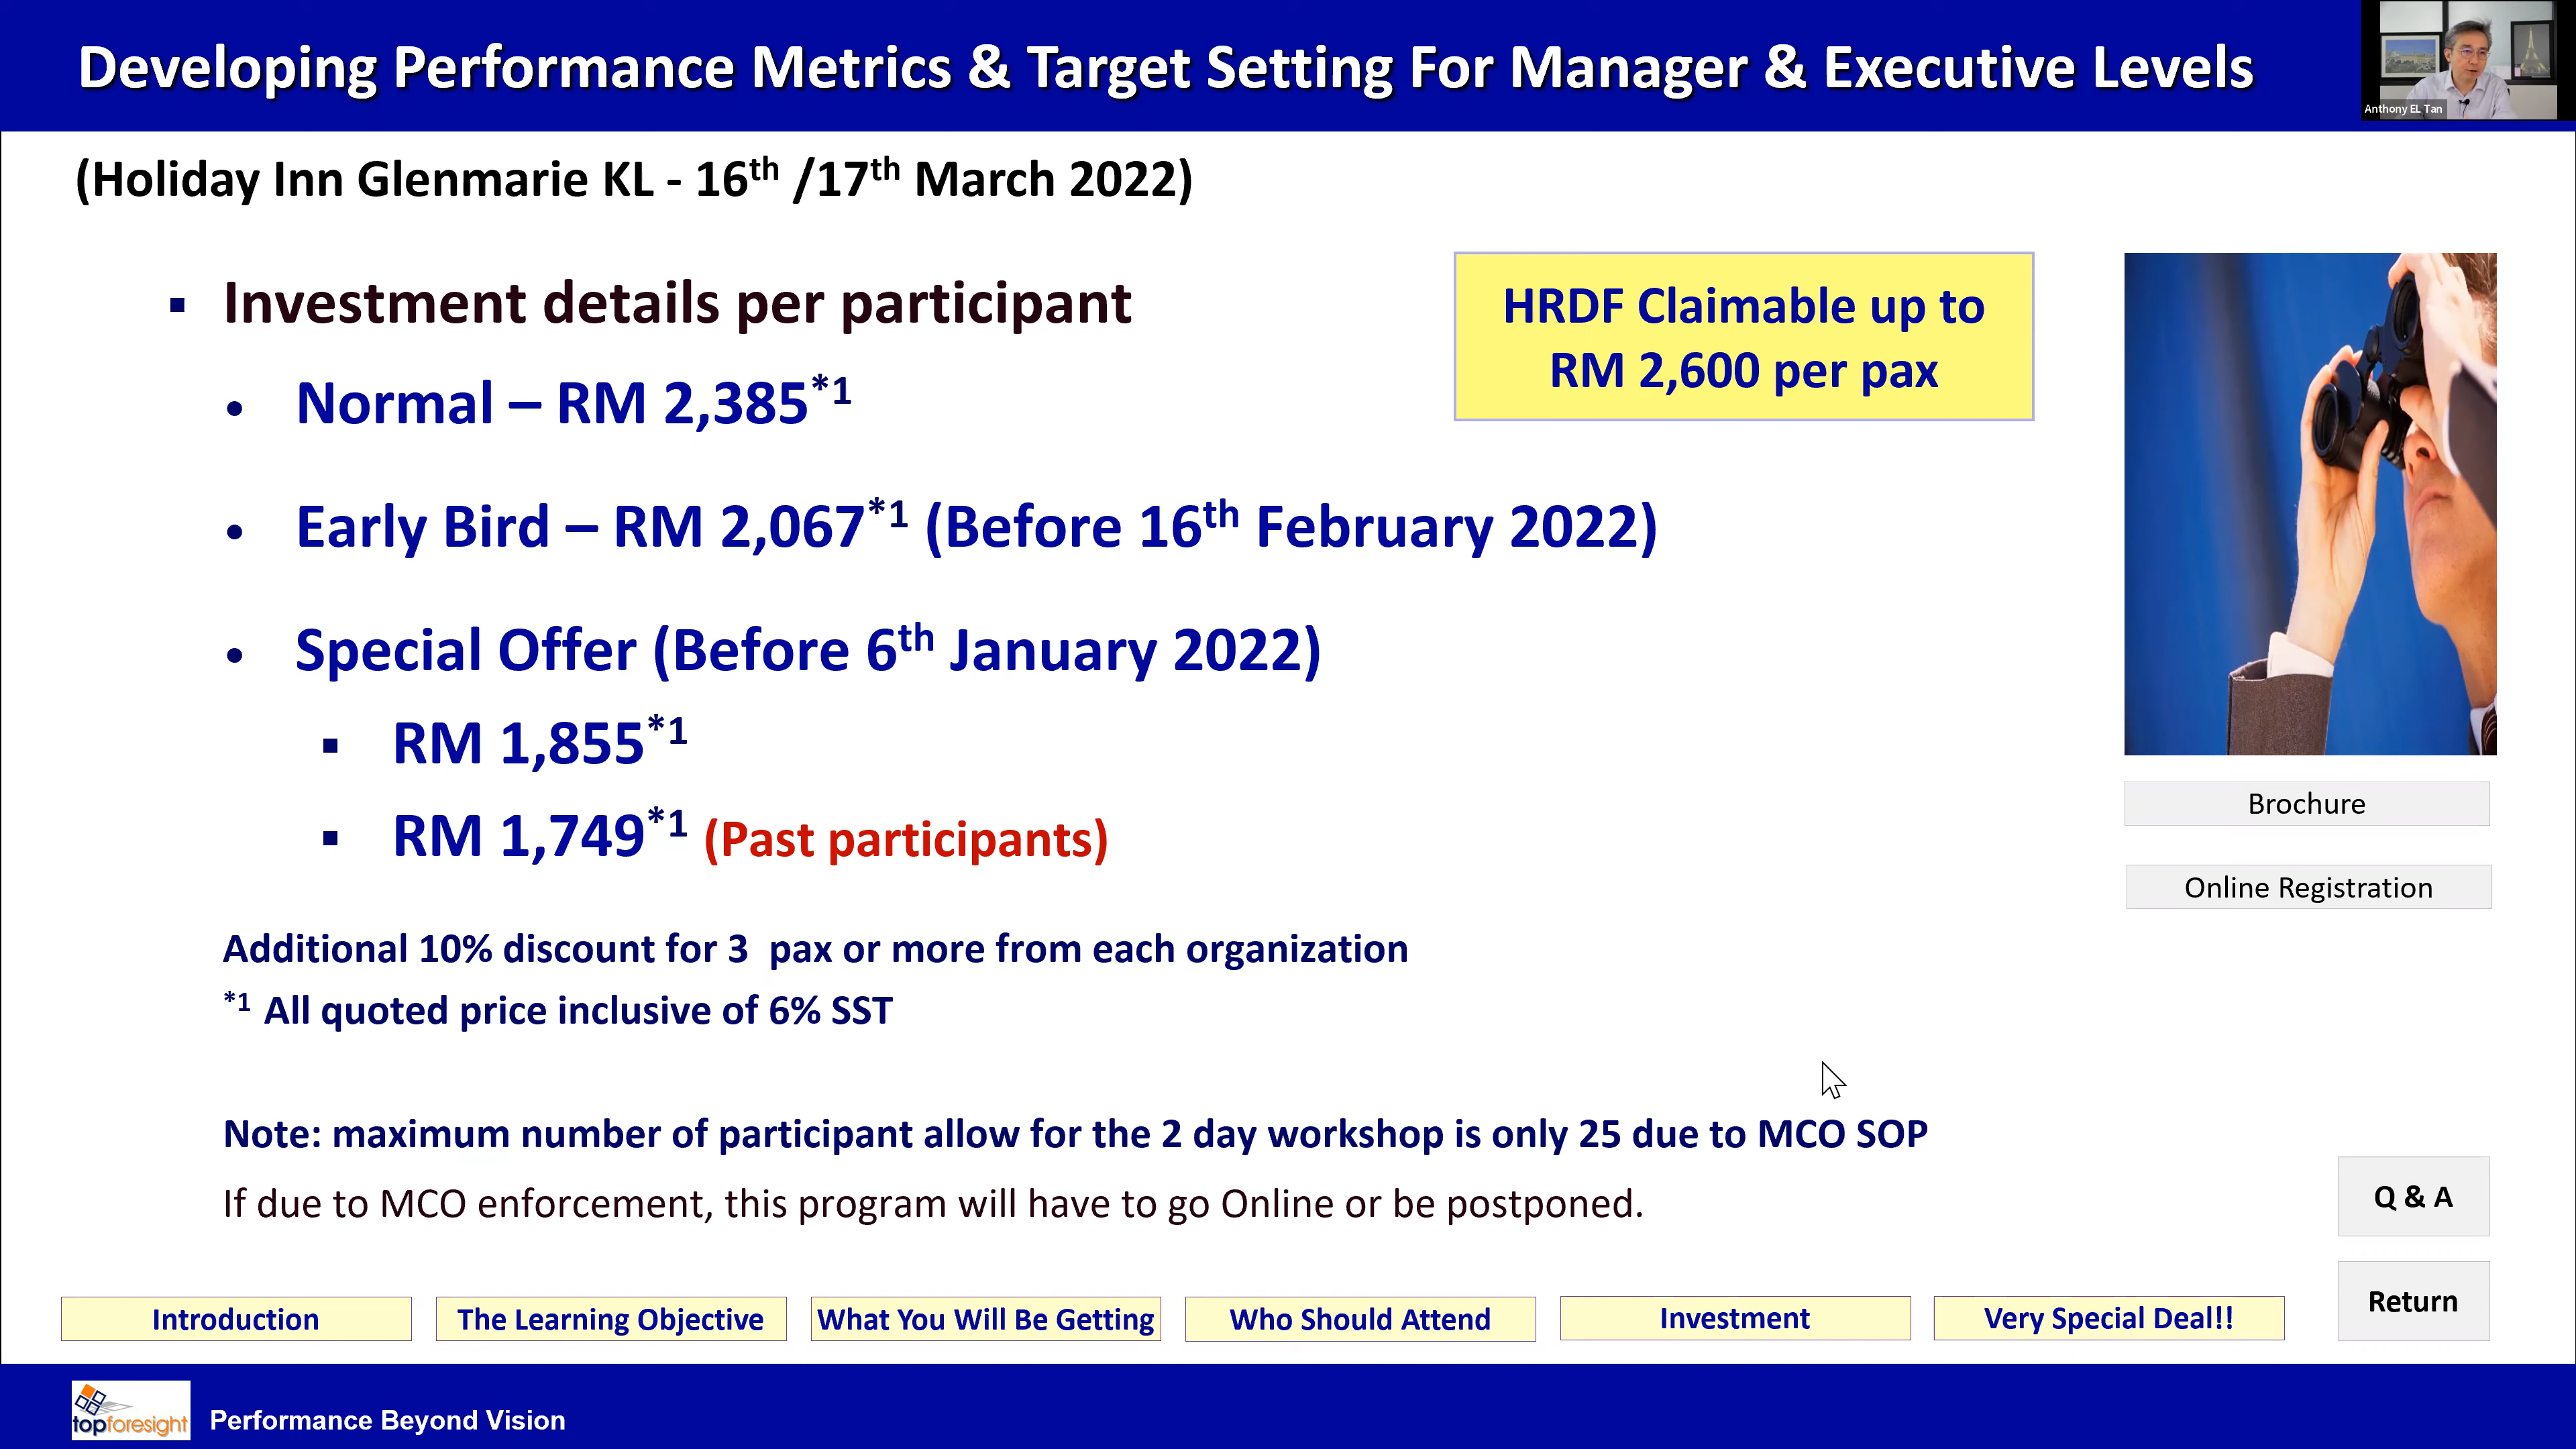 Developing Performance Metrics & Target Setting For Manager & Executive Levels
Anthony EL Tan
(Holiday Inn Glenmarie KL - 16th /17th March 2022)
▪ Investment details per participant
HRDF Claimable up to
RM 2,600 per pax
• Normal – RM 2,385*1
• Early Bird – RM 2,067*1 (Before 16th February 2022)
• Special Offer (Before 6th January 2022)
▪ RM 1,855*1
▪ RM 1,749*1 (Past participants)
Brochure
Online Registration
Additional 10% discount for 3  pax or more from each organization
*1 All quoted price inclusive of 6% SST
Note: maximum number of participant allow for the 2 day workshop is only 25 due to MCO SOP
If due to MCO enforcement, this program will have to go Online or be postponed.
Q & A
Return
Introduction
The Learning Objective
What You Will Be Getting
Who Should Attend
Investment
Very Special Deal!!
topforesight
Performance Beyond Vision